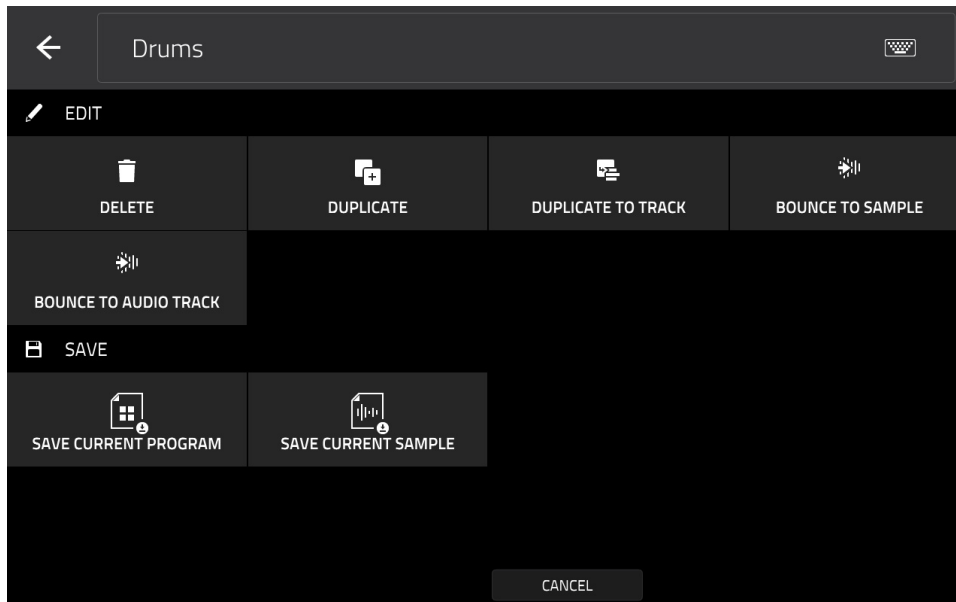 Drums
EDIT
DELETE
DUPLICATE
DUPLICATE TO TRACK
BOUNCE TO SAMPLE
BOUNCE TO AUDIO TRACK
SAVE
SAVE CURRENT PROGRAM
SAVE CURRENT SAMPLE
CANCEL